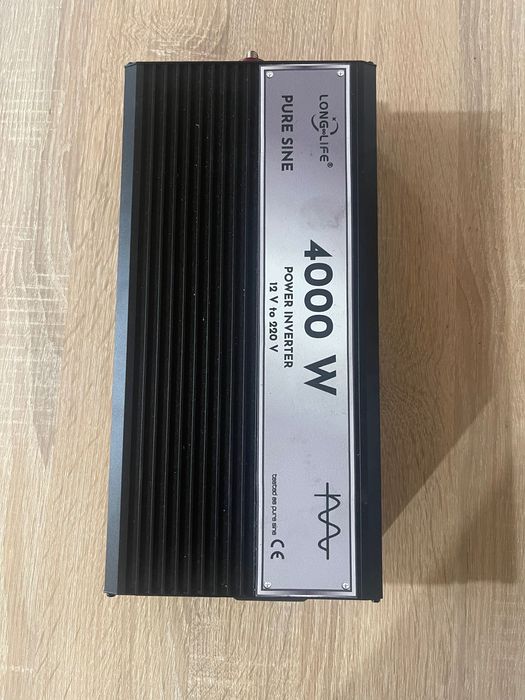 LONG LIFE®
PURE SINE
4000 W
POWER INVERTER
12 V to 220 V
tested as pure sine CE